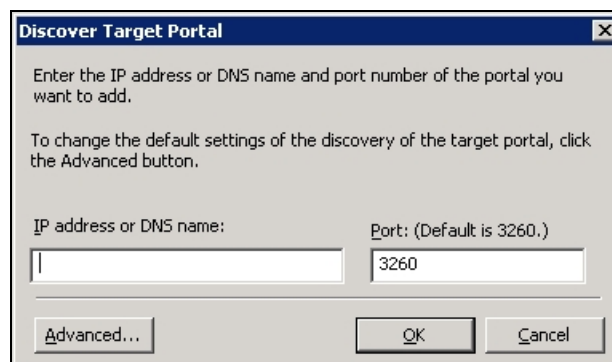 Discover Target Portal
Enter the IP address or DNS name and port number of the portal you
want to add.
To change the default settings of the discovery of the target portal, click
the Advanced button.
IP address or DNS name:
Port: (Default is 3260.)
3260
Advanced...
OK
Cancel